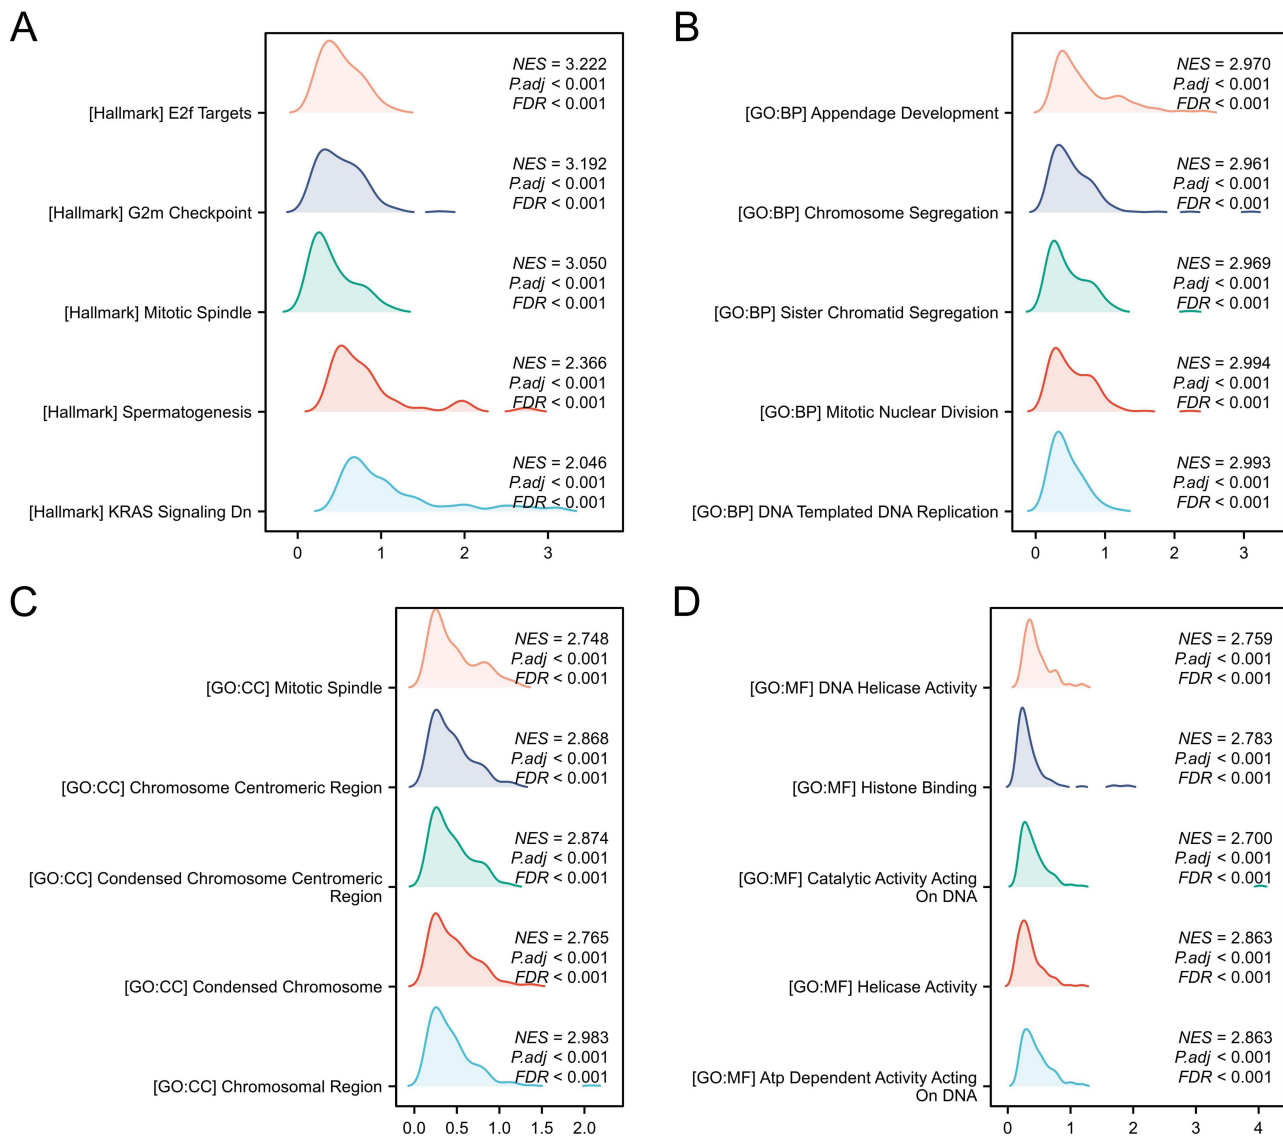 A
NES = 3.222
P.adj < 0.001
FDR < 0.001
[Hallmark] E2f Targets
NES = 3.192
P.adj < 0.001
FDR < 0.001
[Hallmark] G2m Checkpoint
NES = 3.050
P.adj < 0.001
FDR < 0.001
[Hallmark] Mitotic Spindle
NES = 2.366
P.adj < 0.001
FDR < 0.001
[Hallmark] Spermatogenesis
NES = 2.046
P.adj < 0.001
FDR < 0.001
[Hallmark] KRAS Signaling Dn
0 1 2 3
B
NES = 2.970
P.adj < 0.001
FDR < 0.001
[GO:BP] Appendage Development
NES = 2.961
P.adj < 0.001
FDR < 0.001
[GO:BP] Chromosome Segregation
NES = 2.969
P.adj < 0.001
FDR < 0.001
[GO:BP] Sister Chromatid Segregation
NES = 2.994
P.adj < 0.001
FDR < 0.001
[GO:BP] Mitotic Nuclear Division
NES = 2.993
P.adj < 0.001
FDR < 0.001
[GO:BP] DNA Templated DNA Replication
0 1 2 3
C
NES = 2.748
P.adj < 0.001
FDR < 0.001
[GO:CC] Mitotic Spindle
NES = 2.868
P.adj < 0.001
FDR < 0.001
[GO:CC] Chromosome Centromeric Region
NES = 2.874
P.adj < 0.001
FDR < 0.001
[GO:CC] Condensed Chromosome Centromeric
Region
NES = 2.765
P.adj < 0.001
FDR < 0.001
[GO:CC] Condensed Chromosome
NES = 2.983
P.adj < 0.001
FDR < 0.001
[GO:CC] Chromosomal Region
0.0 0.5 1.0 1.5 2.0
D
NES = 2.759
P.adj < 0.001
FDR < 0.001
[GO:MF] DNA Helicase Activity
NES = 2.783
P.adj < 0.001
FDR < 0.001
[GO:MF] Histone Binding
NES = 2.700
P.adj < 0.001
FDR < 0.001
[GO:MF] Catalytic Activity Acting
On DNA
NES = 2.863
P.adj < 0.001
FDR < 0.001
[GO:MF] Helicase Activity
NES = 2.863
P.adj < 0.001
FDR < 0.001
[GO:MF] Atp Dependent Activity Acting
On DNA
0 1 2 3 4